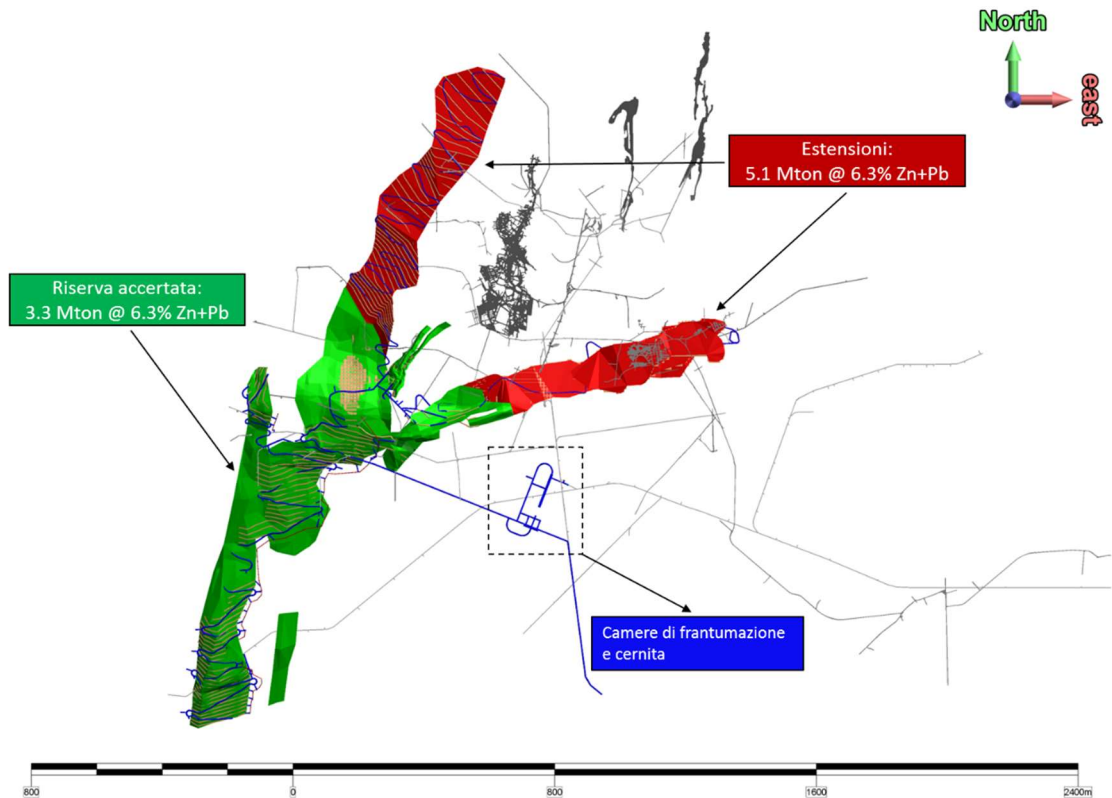 North
east
Estensioni:
5.1 Mton @ 6.3% Zn+Pb
Riserva accertata:
3.3 Mton @ 6.3% Zn+Pb
Camere di frantumazione
e cernita
800 0 800 1600 2400m